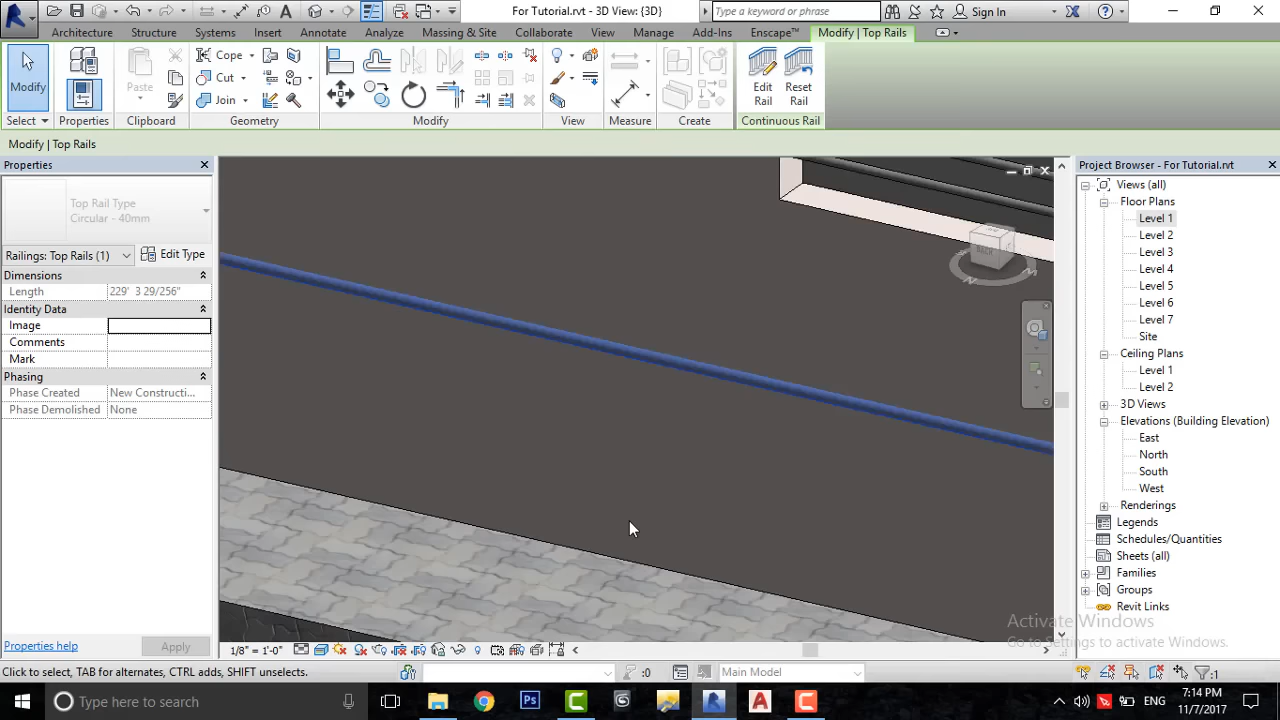 For Tutorial.rvt - 3D View: {3D}
Type a keyword or phrase
Sign In
Architecture Structure Systems Insert Annotate Analyze Massing & Site Collaborate View Manage Add-Ins Enscape™ Modify | Top Rails
Modify
Select
Properties
Paste
Clipboard
Cope
Cut
Join
Geometry
Modify
View
Measure
Create
Edit Rail
Reset Rail
Continuous Rail
Modify | Top Rails
Properties
Top Rail Type
Circular - 40mm
Railings: Top Rails (1)
Edit Type
Dimensions
Length 229' 3 29/256"
Identity Data
Image
Comments
Mark
Phasing
Phase Created New Constructi...
Phase Demolished None
Properties help
Apply
BACK
1/8" = 1'-0"
Project Browser - For Tutorial.rvt
Views (all)
Floor Plans
Level 1
Level 2
Level 3
Level 4
Level 5
Level 6
Level 7
Site
Ceiling Plans
Level 1
Level 2
3D Views
Elevations (Building Elevation)
East
North
South
West
Renderings
Legends
Schedules/Quantities
Sheets (all)
Families
Groups
Revit Links
Activate Windows
Go to Settings to activate Windows.
Click to select, TAB for alternates, CTRL adds, SHIFT unselects.
:0
Main Model
:1
Type here to search
Ps
ENG
7:14 PM
11/7/2017